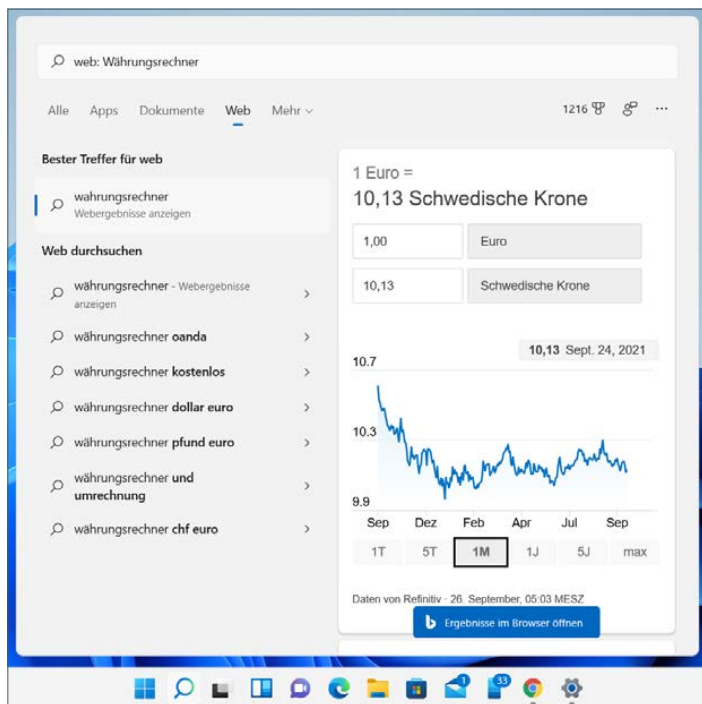 web: Währungsrechner
Alle Apps Dokumente Web Mehr
1216
Bester Treffer für web
wahrungsrechner
Webergebnisse anzeigen
Web durchsuchen
währungsrechner - Webergebnisse
anzeigen
währungsrechner oanda
währungsrechner kostenlos
währungsrechner dollar euro
währungsrechner pfund euro
währungsrechner und
umrechnung
währungsrechner chf euro
1 Euro =
10,13 Schwedische Krone
1,00 Euro
10,13 Schwedische Krone
10,13 Sept. 24, 2021
10.7
10.3
9.9
Sep Dez Feb Apr Jul Sep
1T 5T 1M 1J 5J max
Daten von Refinitiv · 26. September, 05:03 MESZ
Ergebnisse im Browser öffnen
1 33